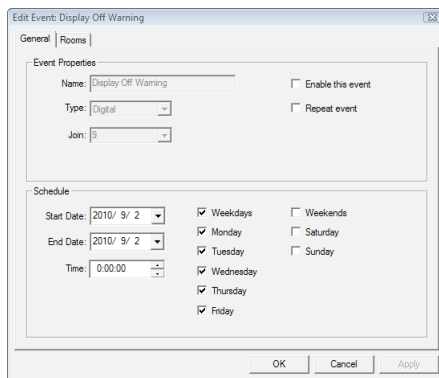 Edit Event: Display Off Warning
General Rooms
Event Properties
Name: Display Off Warning
Enable this event
Type: Digital
Repeat event
Join: 9
Schedule
Start Date: 2010/ 9/ 2
Weekdays
Weekends
End Date: 2010/ 9/ 2
Monday
Saturday
Time: 0:00:00
Tuesday
Sunday
Wednesday
Thursday
Friday
OK Cancel Apply